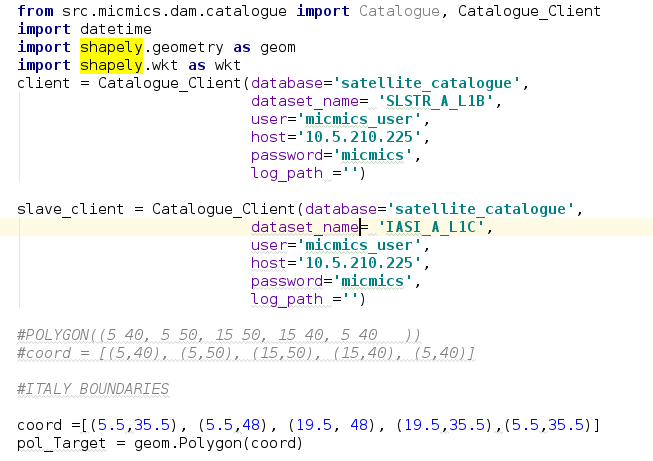 from src.micmics.dam.catalogue import Catalogue, Catalogue_Client
import datetime
import shapely.geometry as geom
import shapely.wkt as wkt
client = Catalogue_Client(database='satellite_catalogue',
dataset_name= 'SLSTR_A_L1B',
user='micmics_user',
host='10.5.210.225',
password='micmics',
log_path ='')
slave_client = Catalogue_Client(database='satellite_catalogue',
dataset_name= 'IASI_A_L1C',
user='micmics_user',
host='10.5.210.225',
password='micmics',
log_path ='')
#POLYGON((5 40, 5 50, 15 50, 15 40, 5 40   ))
#coord = [(5,40), (5,50), (15,50), (15,40), (5,40)]
#ITALY BOUNDARIES
coord =[(5.5,35.5), (5.5,48), (19.5, 48), (19.5,35.5),(5.5,35.5)]
pol_Target = geom.Polygon(coord)